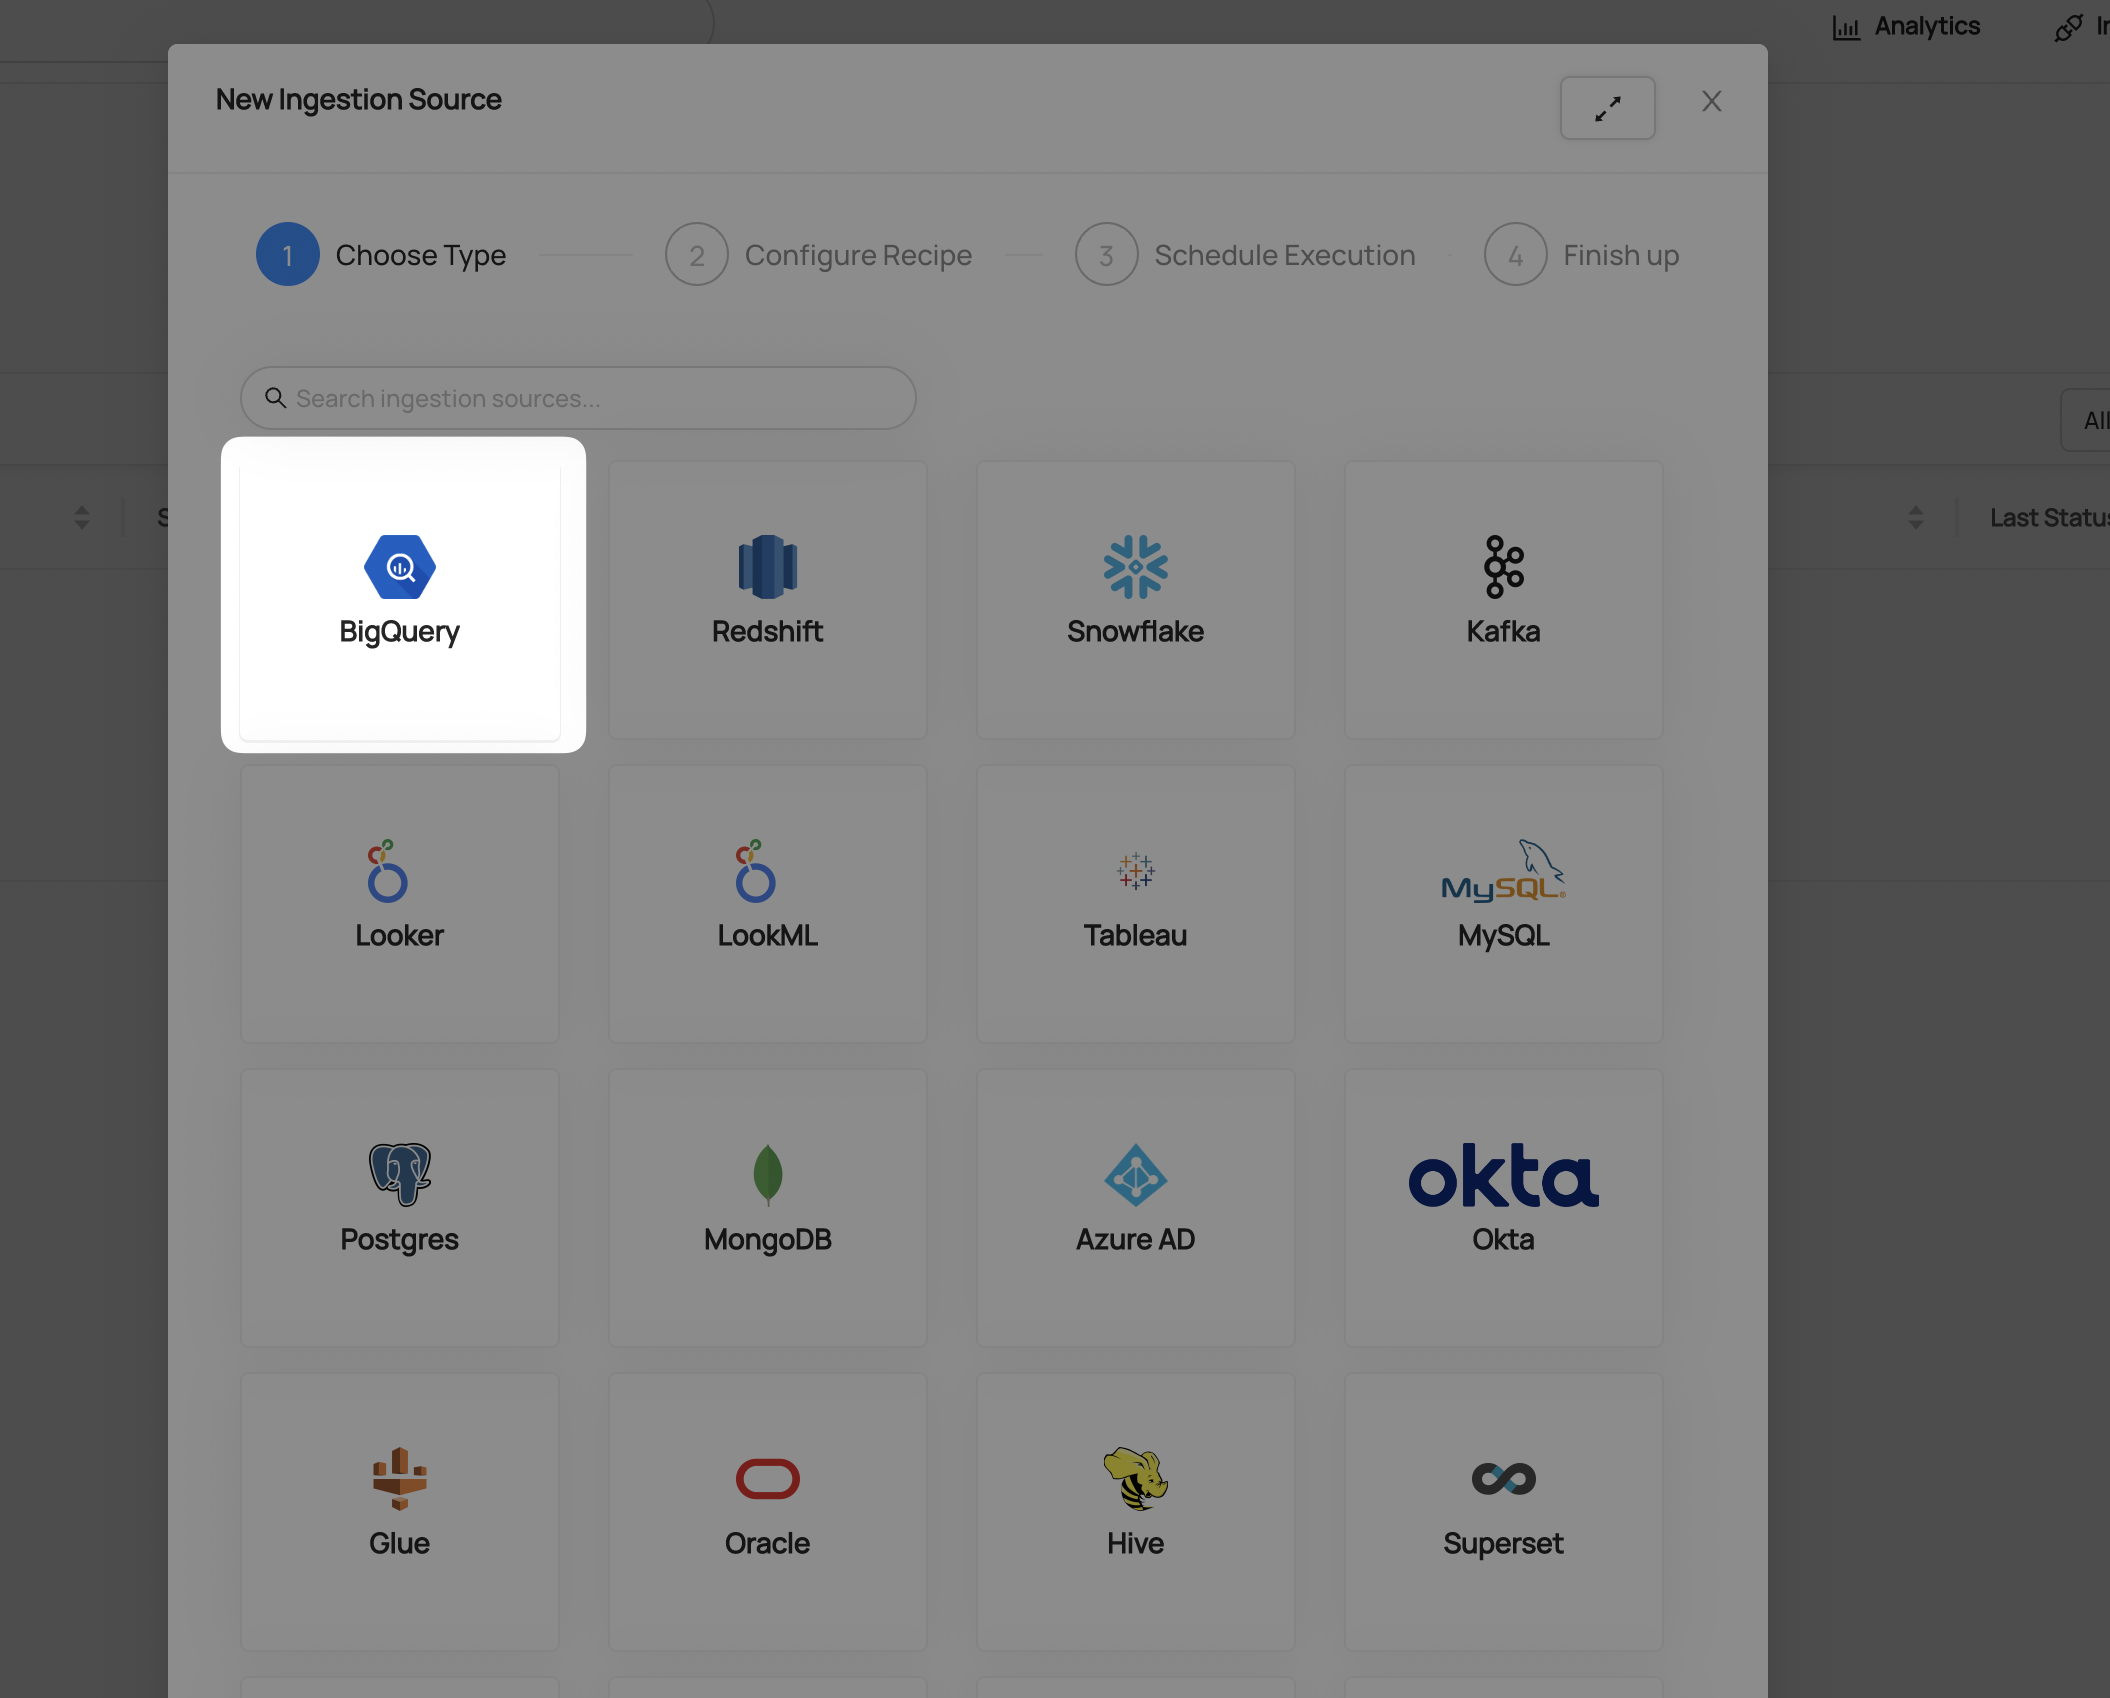 Analytics
New Ingestion Source
1 Choose Type
2 Configure Recipe
3 Schedule Execution
4 Finish up
Search ingestion sources...
All
Last Status
BigQuery
Redshift
Snowflake
Kafka
MySQL
Looker
LookML
Tableau
MySQL
okta
Postgres
MongoDB
Azure AD
Okta
Glue
Oracle
Hive
Superset